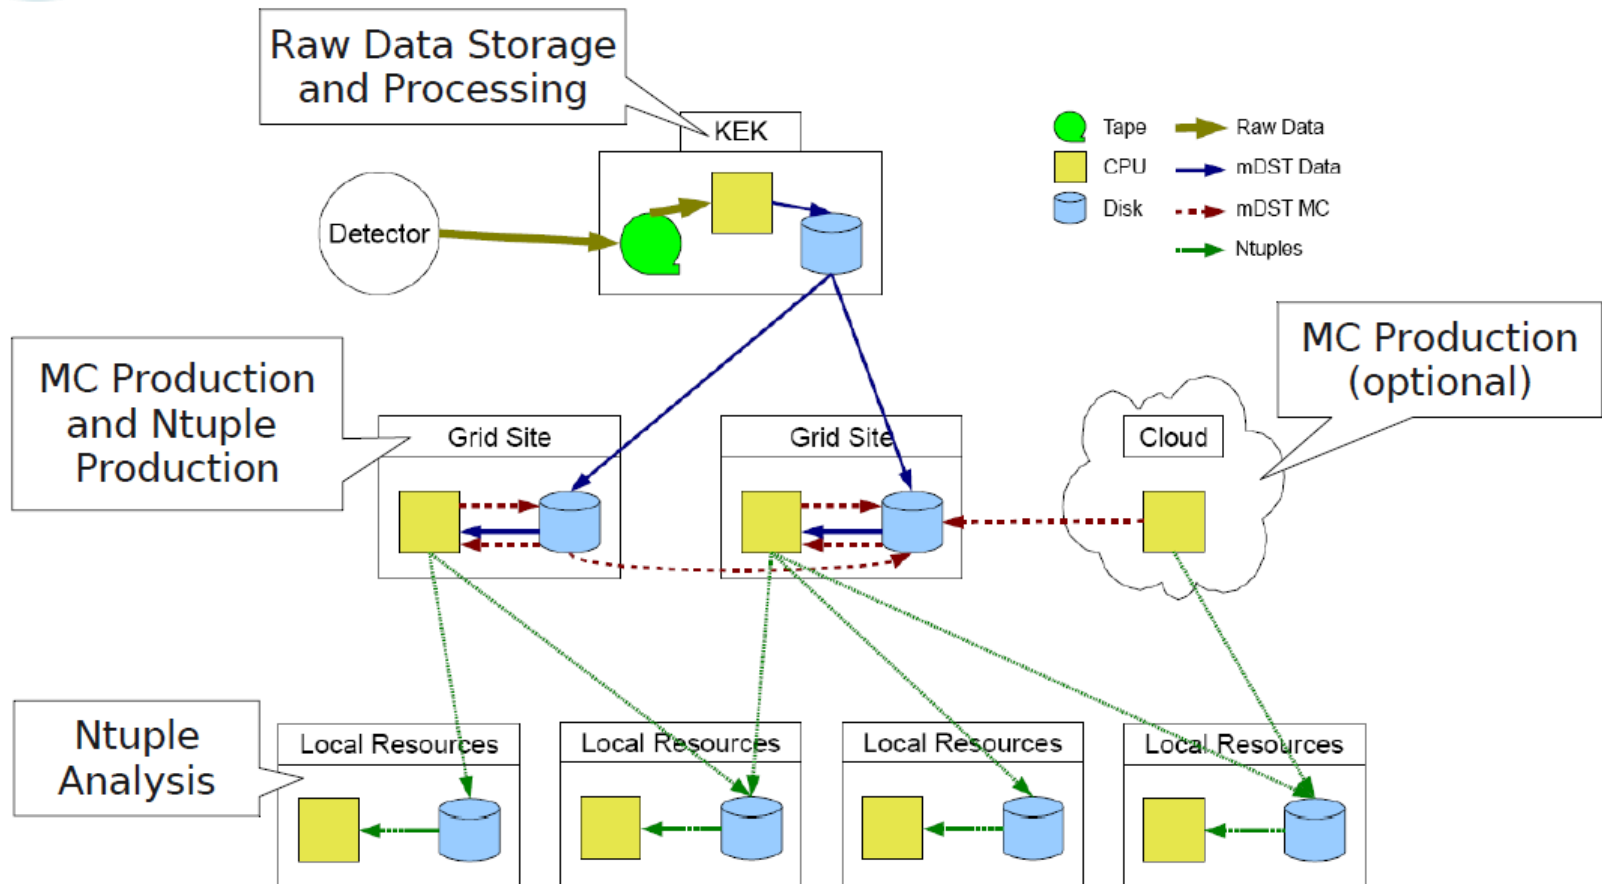 Raw Data Storage
and Processing
KEK
Tape
Raw Data
CPU
mDST Data
Disk
mDST MC
Ntuples
Detector
MC Production
and Ntuple
Production
MC Production
(optional)
Grid Site
Grid Site
Cloud
Ntuple
Analysis
Local Resources
Local Resources
Local Resources
Local Resources